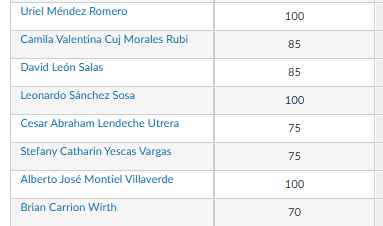 Uriel Méndez Romero 100
Camila Valentina Cuj Morales Rubi 85
David León Salas 85
Leonardo Sánchez Sosa 100
Cesar Abraham Lendeche Utrera 75
Stefany Catharin Yescas Vargas 75
Alberto José Montiel Villaverde 100
Brian Carrion Wirth 70